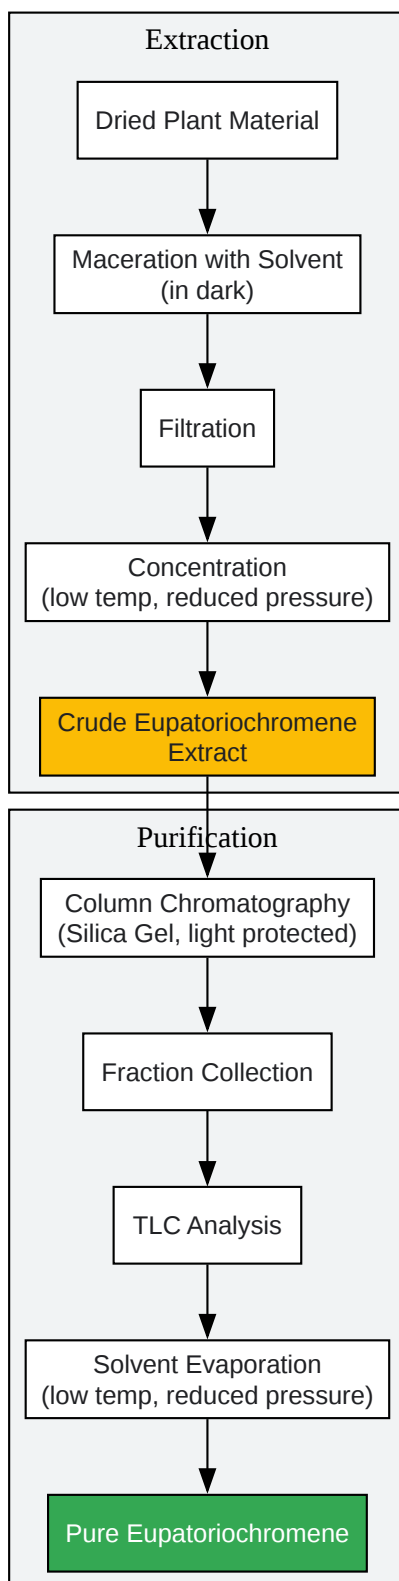 Extraction
Dried Plant Material
Maceration with Solvent
(in dark)
Filtration
Concentration
(low temp, reduced pressure)
Crude Eupatoriochromene
Extract
Purification
Column Chromatography
(Silica Gel, light protected)
Fraction Collection
TLC Analysis
Solvent Evaporation
(low temp, reduced pressure)
Pure Eupatoriochromene